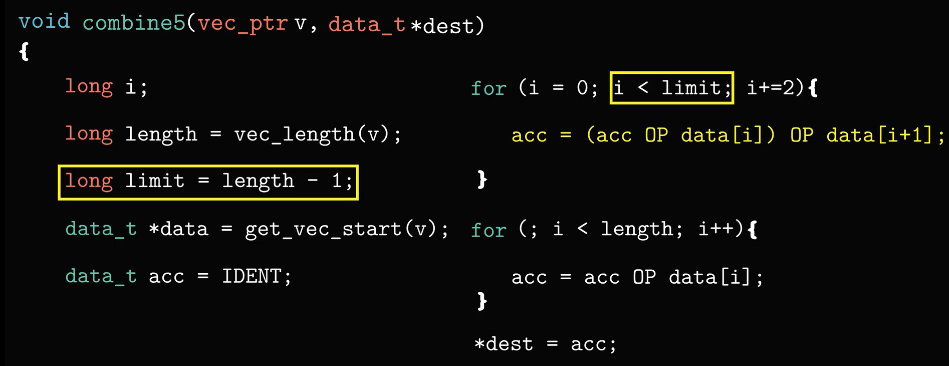 void combine5(vec_ptr v, data_t *dest)
{
long i;
long length = vec_length(v);
long limit = length - 1;
data_t *data = get_vec_start(v);
data_t acc = IDENT;
for (i = 0; i < limit; i+=2){
acc = (acc OP data[i]) OP data[i+1];
}
for (; i < length; i++){
acc = acc OP data[i];
}
*dest = acc;